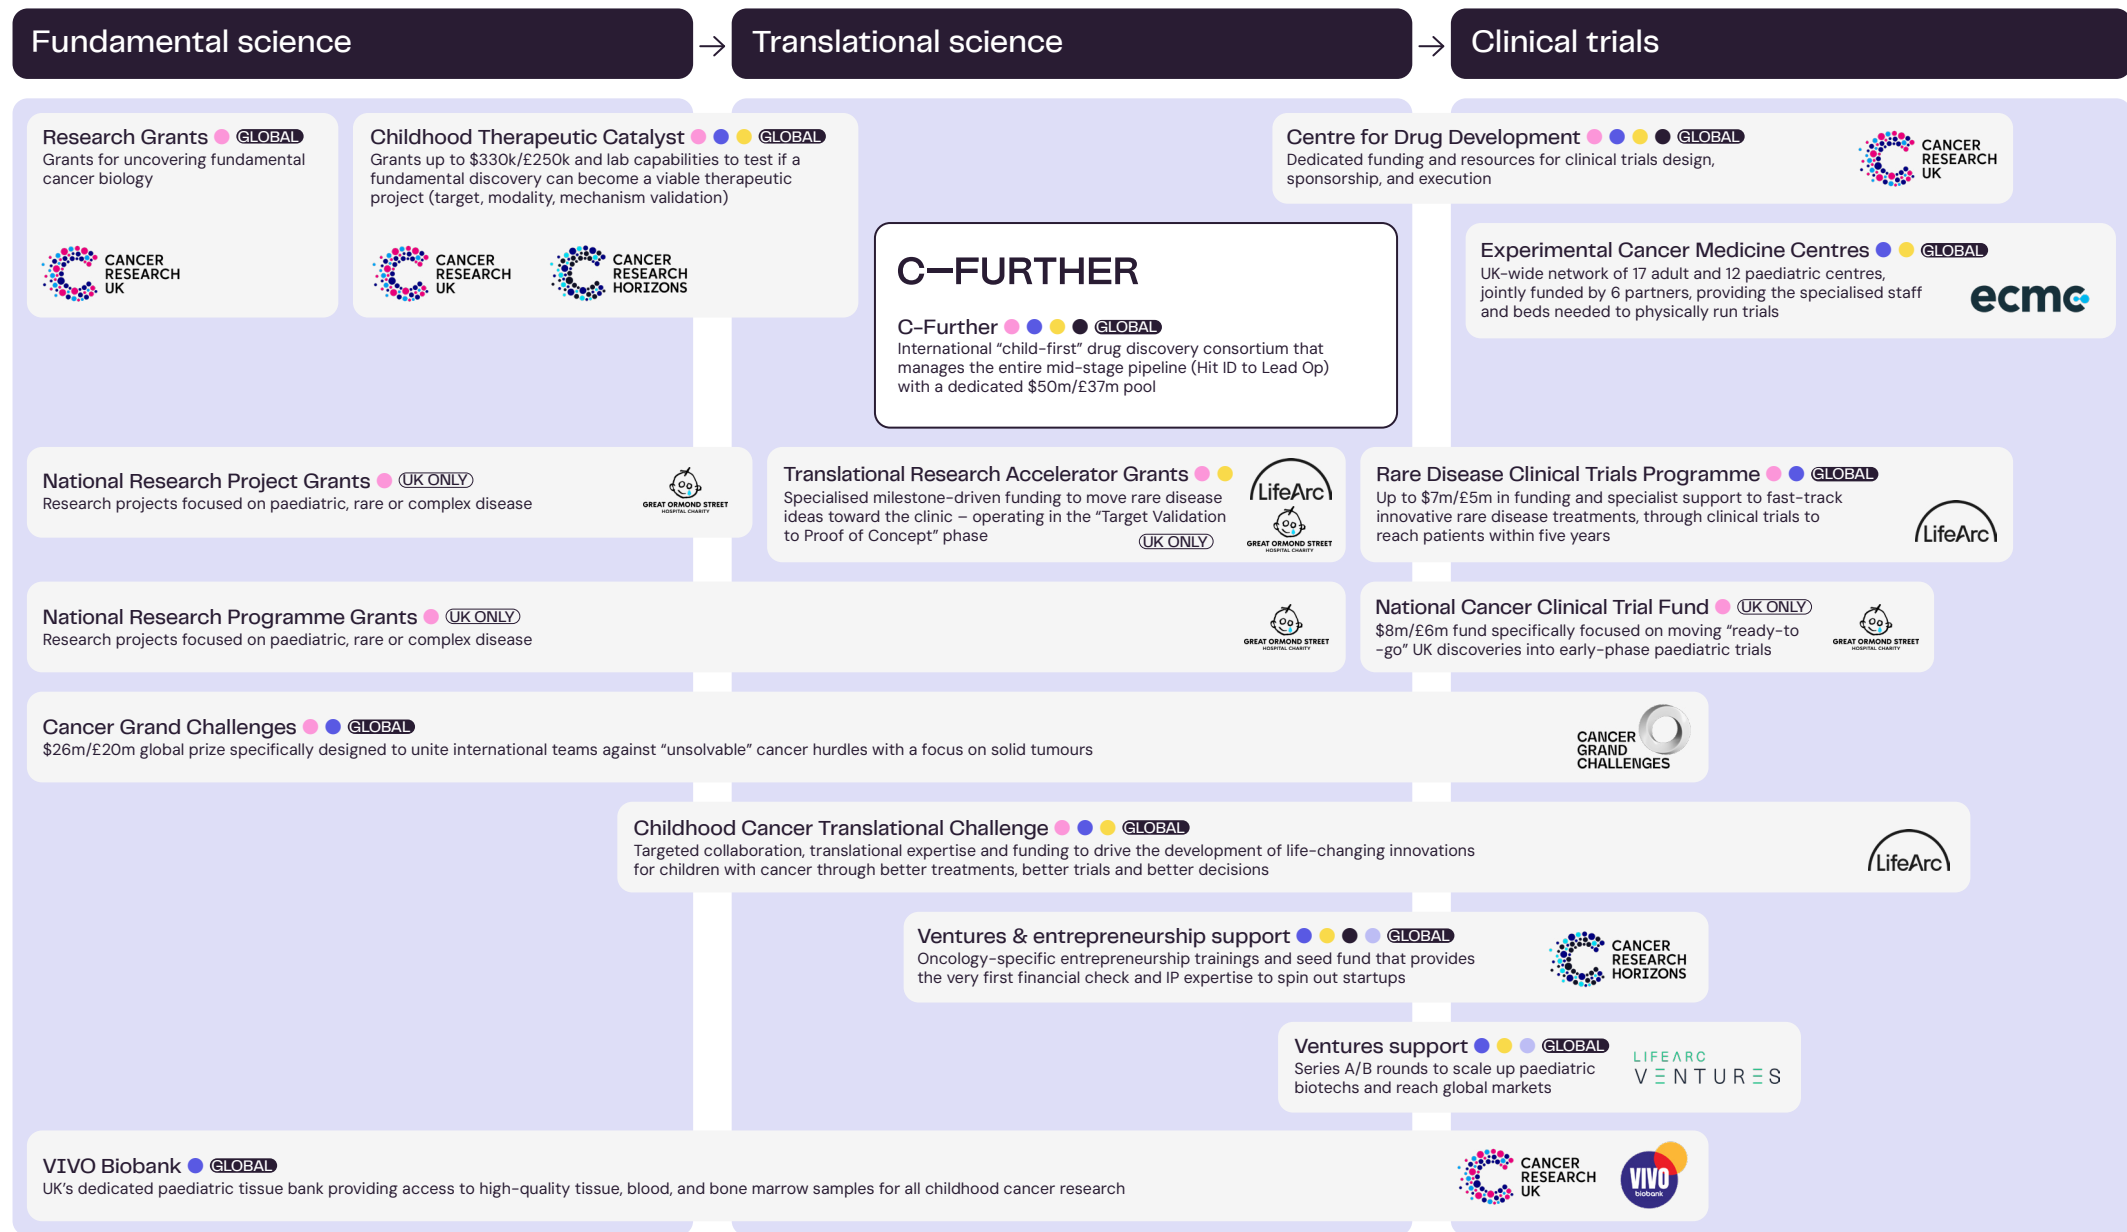 Fundamental science
Translational science
Clinical trials
Research Grants GLOBAL
Grants for uncovering fundamental
cancer biology
CANCER
RESEARCH
UK
Childhood Therapeutic Catalyst GLOBAL
Grants up to $330k/£250k and lab capabilities to test if a
fundamental discovery can become a viable therapeutic
project (target, modality, mechanism validation)
CANCER
RESEARCH
UK
CANCER
RESEARCH
HORIZONS
C–FURTHER
C-Further GLOBAL
International “child-first” drug discovery consortium that
manages the entire mid-stage pipeline (Hit ID to Lead Op)
with a dedicated $50m/£37m pool
Centre for Drug Development GLOBAL
Dedicated funding and resources for clinical trials design,
sponsorship, and execution
CANCER
RESEARCH
UK
Experimental Cancer Medicine Centres GLOBAL
UK-wide network of 17 adult and 12 paediatric centres,
jointly funded by 6 partners, providing the specialised staff
and beds needed to physically run trials
ecmc
National Research Project Grants UK ONLY
Research projects focused on paediatric, rare or complex disease
GREAT ORMOND STREET
HOSPITAL CHARITY
Translational Research Accelerator Grants
Specialised milestone-driven funding to move rare disease
ideas toward the clinic – operating in the “Target Validation
to Proof of Concept” phase
UK ONLY
LifeArc
GREAT ORMOND STREET
HOSPITAL CHARITY
Rare Disease Clinical Trials Programme GLOBAL
Up to $7m/£5m in funding and specialist support to fast-track
innovative rare disease treatments, through clinical trials to
reach patients within five years
LifeArc
National Research Programme Grants UK ONLY
Research projects focused on paediatric, rare or complex disease
GREAT ORMOND STREET
HOSPITAL CHARITY
National Cancer Clinical Trial Fund UK ONLY
$8m/£6m fund specifically focused on moving “ready-to
-go” UK discoveries into early-phase paediatric trials
GREAT ORMOND STREET
HOSPITAL CHARITY
Cancer Grand Challenges GLOBAL
$26m/£20m global prize specifically designed to unite international teams against “unsolvable” cancer hurdles with a focus on solid tumours
CANCER
GRAND
CHALLENGES
Childhood Cancer Translational Challenge GLOBAL
Targeted collaboration, translational expertise and funding to drive the development of life-changing innovations
for children with cancer through better treatments, better trials and better decisions
LifeArc
Ventures & entrepreneurship support GLOBAL
Oncology-specific entrepreneurship trainings and seed fund that provides
the very first financial check and IP expertise to spin out startups
CANCER
RESEARCH
HORIZONS
Ventures support GLOBAL
Series A/B rounds to scale up paediatric
biotechs and reach global markets
LIFEARC
VENTURES
VIVO Biobank GLOBAL
UK’s dedicated paediatric tissue bank providing access to high-quality tissue, blood, and bone marrow samples for all childhood cancer research
CANCER
RESEARCH
UK
VIVO
biobank